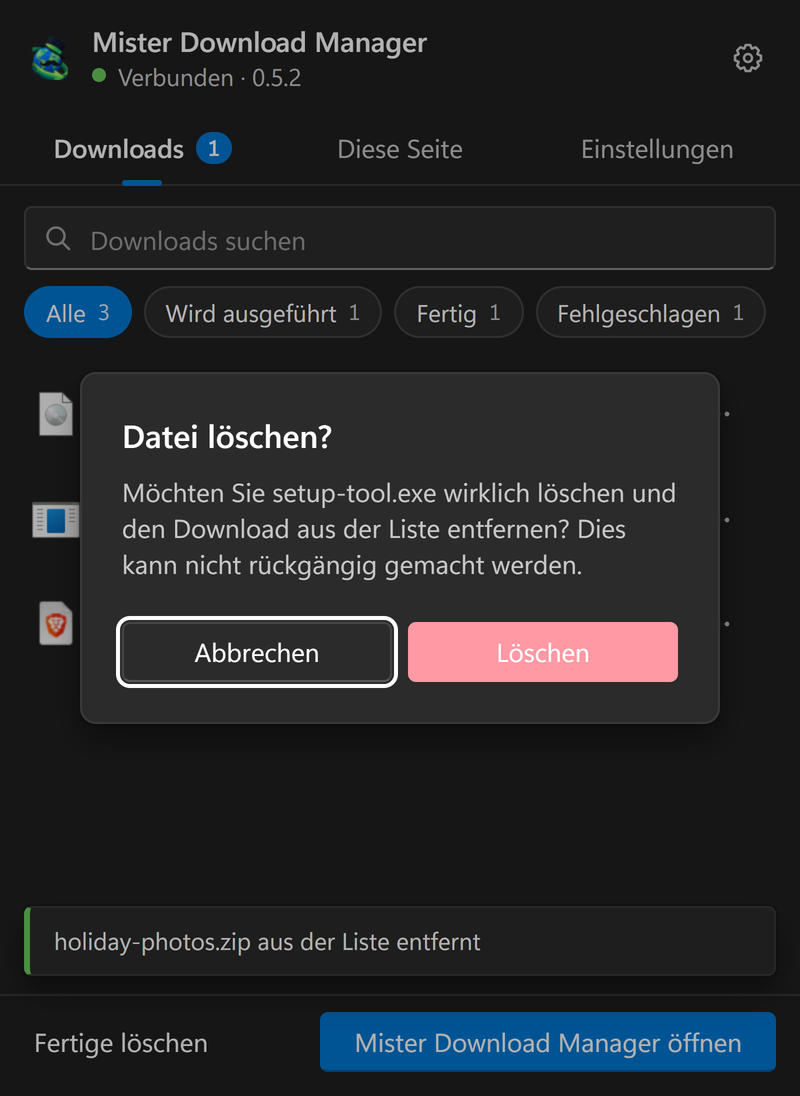 Mister Download Manager
Verbunden · 0.5.2
Downloads 1
Diese Seite
Einstellungen
Downloads suchen
Alle 3
Wird ausgeführt 1
Fertig 1
Fehlgeschlagen 1
Datei löschen?
Möchten Sie setup-tool.exe wirklich löschen und
den Download aus der Liste entfernen? Dies
kann nicht rückgängig gemacht werden.
Abbrechen
Löschen
holiday-photos.zip aus der Liste entfernt
Fertige löschen
Mister Download Manager öffnen